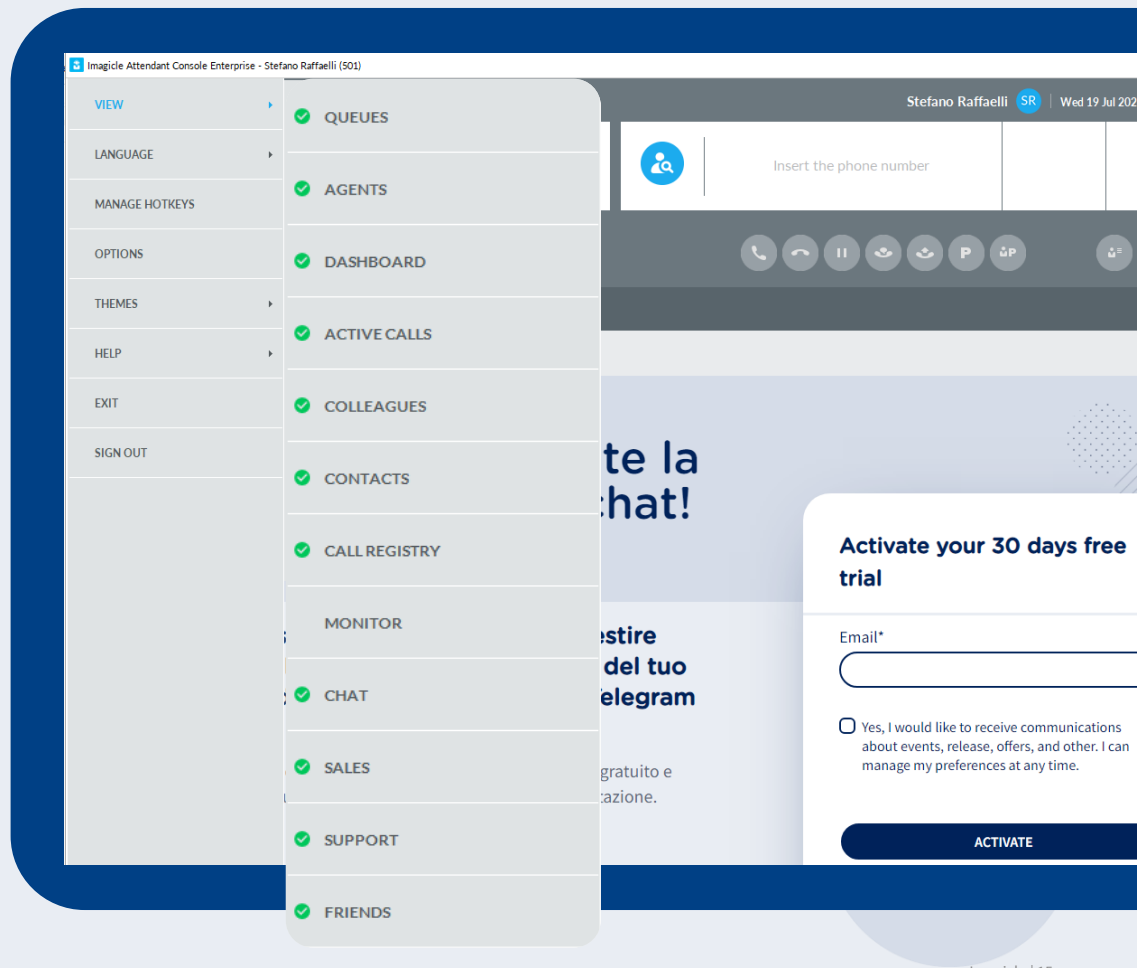 Imagicle Attendant Console Enterprise - Stefano Raffaelli (501)
VIEW
LANGUAGE
MANAGE HOTKEYS
OPTIONS
THEMES
HELP
EXIT
SIGN OUT
QUEUES
AGENTS
DASHBOARD
ACTIVE CALLS
COLLEAGUES
CONTACTS
CALL REGISTRY
MONITOR
CHAT
SALES
SUPPORT
FRIENDS
Stefano Raffaelli SR Wed 19 Jul 202
Insert the phone number
P
P
te la
hat!
estire
del tuo
elegram
gratuito e
tazione.
Activate your 30 days free
trial
Email*
Yes, I would like to receive communications
about events, release, offers, and other. I can
manage my preferences at any time.
ACTIVATE